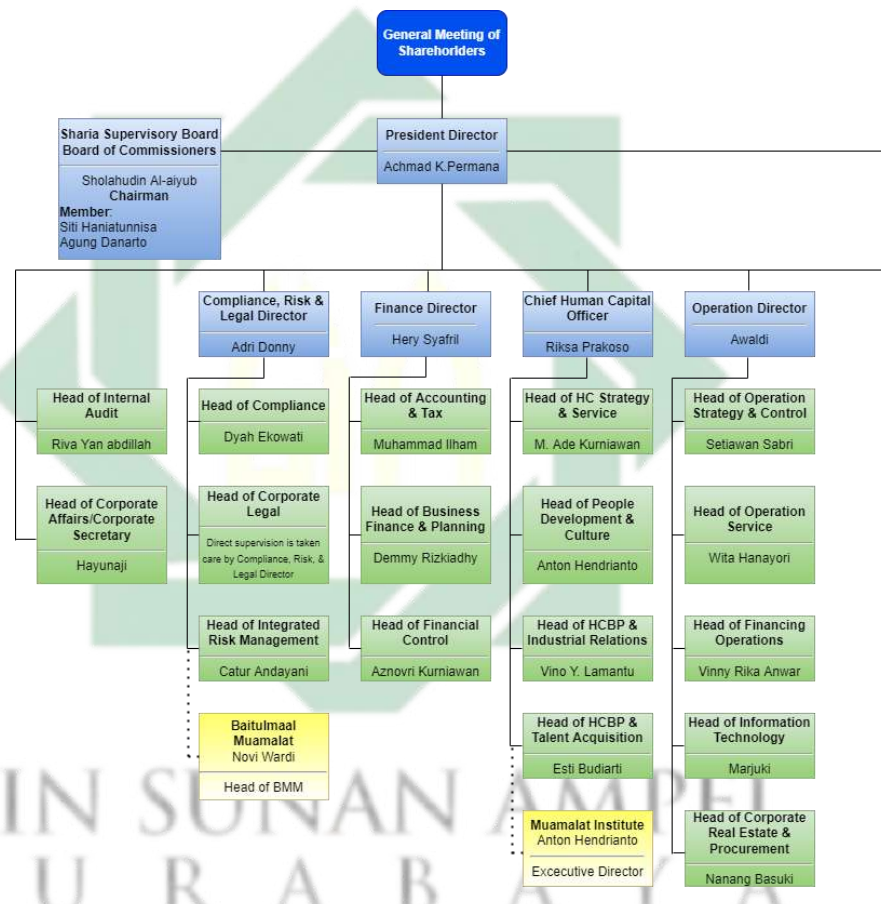 General Meeting of
Shareholders
Sharia Supervisory Board
Board of Commissioners
Sholahudin Al-aiyub
Chairman
Member:
Siti Haniatunnisa
Agung Danarto
President Director
Achmad K.Permana
Compliance, Risk &
Legal Director
Adri Donny
Finance Director
Hery Syafril
Chief Human Capital
Officer
Riksa Prakoso
Operation Director
Awaldi
Head of Internal
Audit
Riva Yan abdillah
Head of Compliance
Dyah Ekowati
Head of Accounting
& Tax
Muhammad Ilham
Head of HC Strategy
& Service
M. Ade Kurniawan
Head of Operation
Strategy & Control
Setiawan Sabri
Head of Corporate
Affairs/Corporate
Secretary
Hayunaji
Head of Corporate
Legal
Direct supervision is taken
care by Compliance, Risk, &
Legal Director
Head of Business
Finance & Planning
Demmy Rizkiadhy
Head of People
Development &
Culture
Anton Hendrianto
Head of Operation
Service
Wita Hanayori
Head of Integrated
Risk Management
Catur Andayani
Head of Financial
Control
Aznovri Kurniawan
Head of HCBP &
Industrial Relations
Vino Y. Lamantu
Head of Financing
Operations
Vinny Rika Anwar
Baitulmaal
Muamalat
Novi Wardi
Head of BMM
Head of HCBP &
Talent Acquisition
Esti Budiarti
Head of Information
Technology
Marjuki
Muamalat Institute
Anton Hendrianto
Excecutive Director
Head of Corporate
Real Estate &
Procurement
Nanang Basuki
IN SUNAN AMPEL
U R A B A Y A